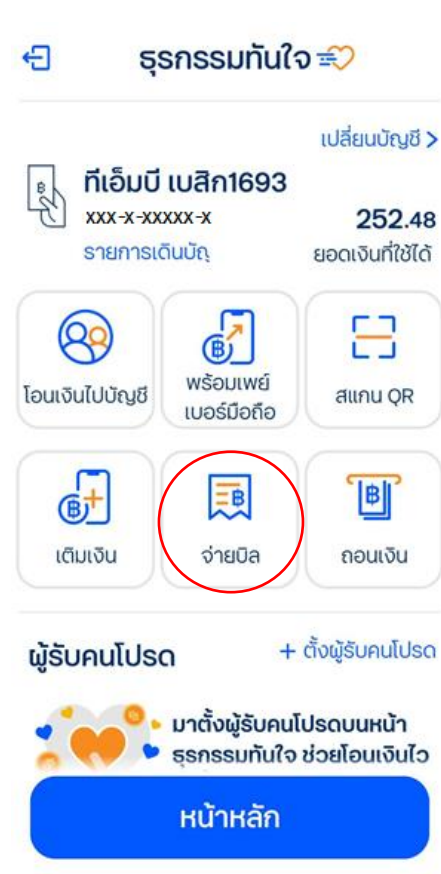 ธุรกรรมทันใจ
เปลี่ยนบัญชี >
ทีเอ็มบี เบสิก1693
xxx-x-xxxxx-x
252.48
รายการเดินบัญ
ยอดเงินที่ใช้ได้
โอนเงินไปบัญชี
พร้อมเพย์
เบอร์มือถือ
สแกน QR
เติมเงิน
จ่ายบิล
ถอนเงิน
ผู้รับคนโปรด
+ ตั้งผู้รับคนโปรด
มาตั้งผู้รับคนโปรดบนหน้า
ธุรกรรมทันใจ ช่วยโอนเงินไว
หน้าหลัก